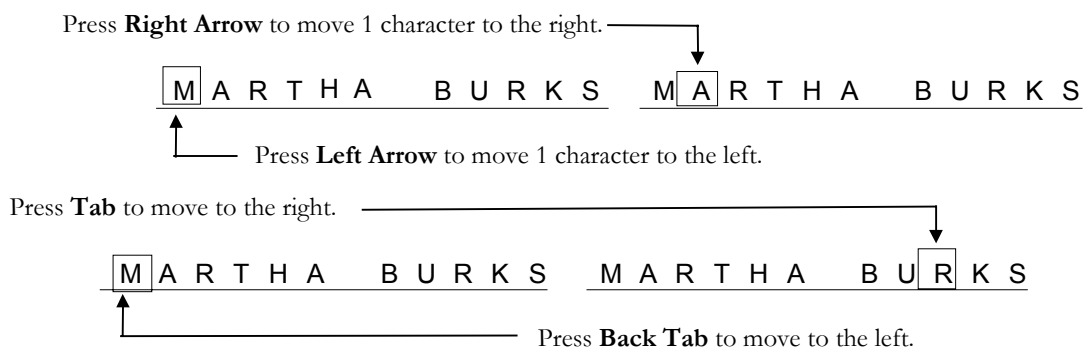 Press Right Arrow to move 1 character to the right.
M A R T H A B U R K S M A R T H A B U R K S
Press Left Arrow to move 1 character to the left.
Press Tab to move to the right.
M A R T H A B U R K S M A R T H A B U R K S
Press Back Tab to move to the left.